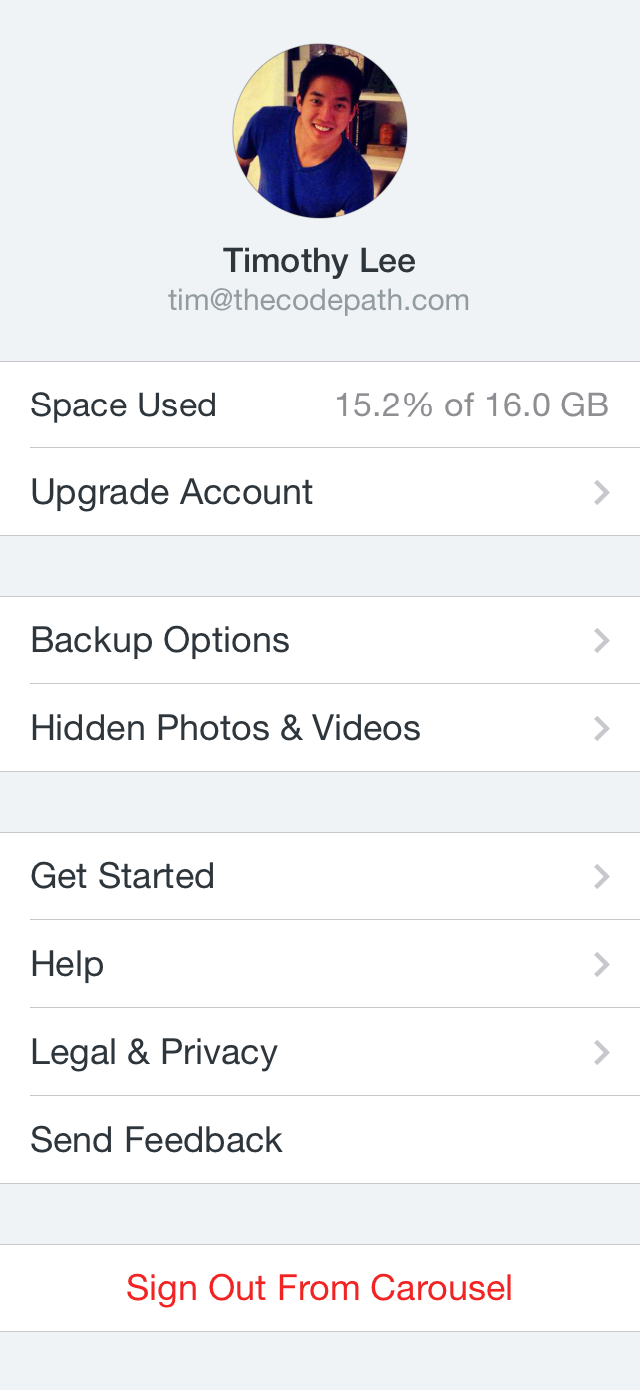 Timothy Lee
tim@thecodepath.com
Space Used 15.2% of 16.0 GB
Upgrade Account
Backup Options
Hidden Photos & Videos
Get Started
Help
Legal & Privacy
Send Feedback
Sign Out From Carousel